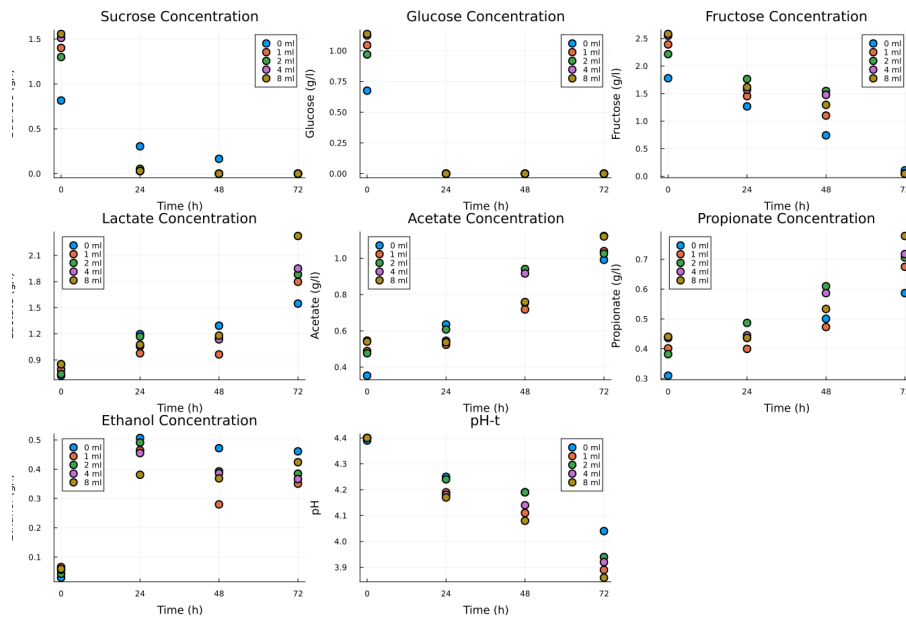 Sucrose Concentration
1.5
1.0
0.5
0.0
0 ml
1 ml
2 ml
4 ml
8 ml
0 24 48 72
Time (h)
Glucose Concentration
Glucose (g/l)
1.00
0.75
0.50
0.25
0.00
0 ml
1 ml
2 ml
4 ml
8 ml
0 24 48 72
Time (h)
Fructose Concentration
Fructose (g/l)
2.5
2.0
1.5
1.0
0.5
0.0
0 ml
1 ml
2 ml
4 ml
8 ml
0 24 48 72
Time (h)
Lactate Concentration
2.1
1.8
1.5
1.2
0.9
0 ml
1 ml
2 ml
4 ml
8 ml
0 24 48 72
Time (h)
Acetate Concentration
Acetate (g/l)
1.0
0.8
0.6
0.4
0 ml
1 ml
2 ml
4 ml
8 ml
0 24 48 72
Time (h)
Propionate Concentration
Propionate (g/l)
0.7
0.6
0.5
0.4
0.3
0 ml
1 ml
2 ml
4 ml
8 ml
0 24 48 72
Time (h)
Ethanol Concentration
0.5
0.4
0.3
0.2
0.1
0 ml
1 ml
2 ml
4 ml
8 ml
0 24 48 72
Time (h)
pH-t
pH
4.4
4.3
4.2
4.1
4.0
3.9
0 ml
1 ml
2 ml
4 ml
8 ml
0 24 48 72
Time (h)